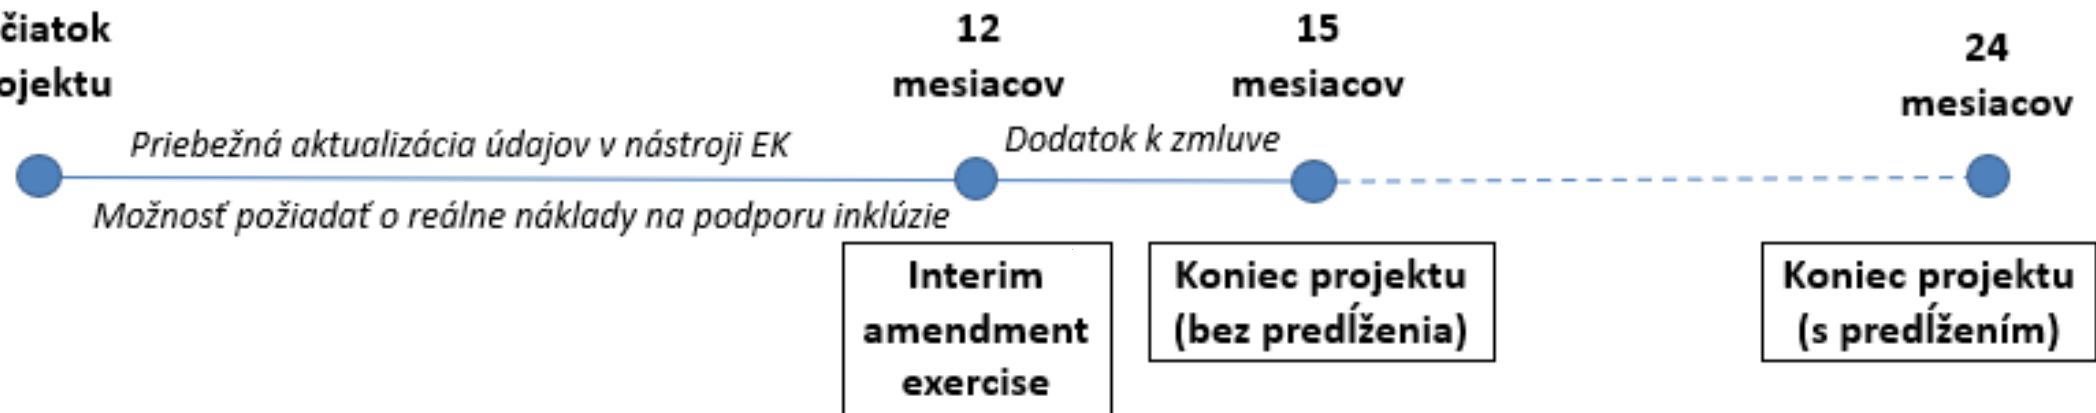 čiatok
ojektu
12
mesiacov
15
mesiacov
24
mesiacov
Priebežná aktualizácia údajov v nástroji EK
Dodatok k zmluve
Možnosť požiadať o reálne náklady na podporu inklúzie
Interim
amendment
exercise
Koniec projektu
(bez predĺženia)
Koniec projektu
(s predĺžením)